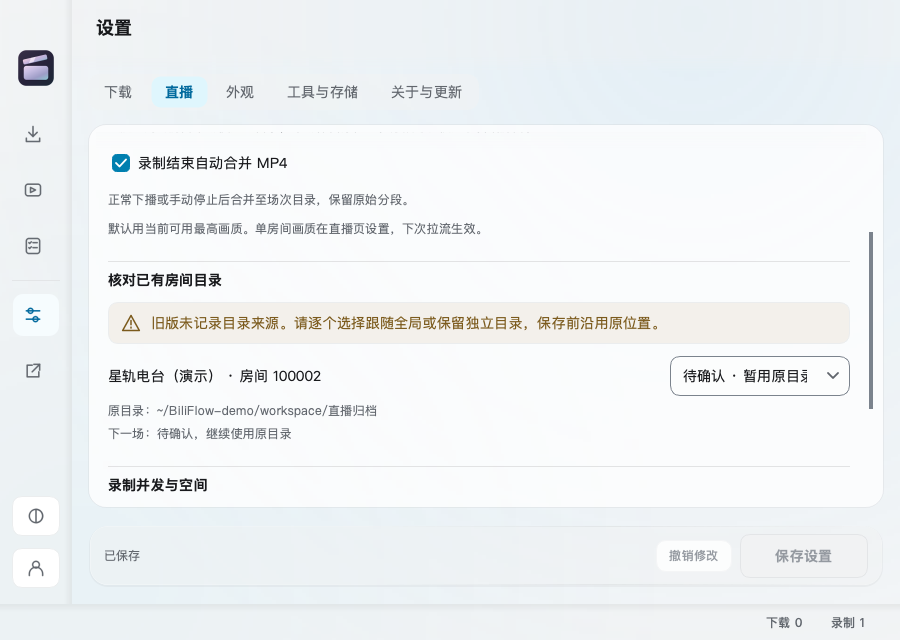 设置
下载
直播
外观
工具与存储
关于与更新
录制结束自动合并 MP4
正常下播或手动停止后合并至场次目录，保留原始分段。
默认用当前可用最高画质。单房间画质在直播页设置，下次拉流生效。
核对已有房间目录
旧版未记录目录来源。请逐个选择跟随全局或保留独立目录，保存前沿用原位置。
星轨电台（演示） · 房间 100002
待确认 · 暂用原目
原目录：~/BiliFlow-demo/workspace/直播归档
下一场：待确认，继续使用原目录
录制并发与空间
已保存
撤销修改
保存设置
下载 0
录制 1